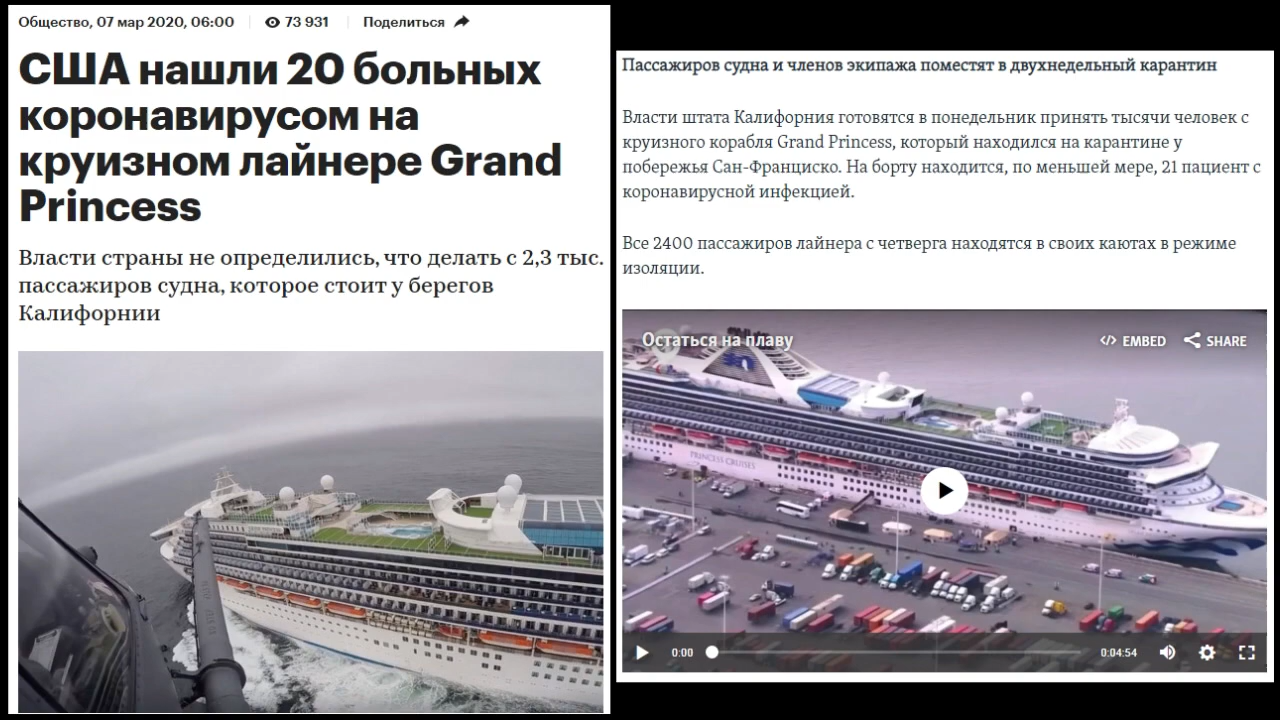 Общество, 07 мар 2020, 06:00
73 931
Поделиться
США нашли 20 больных
коронавирусом на
круизном лайнере Grand
Princess
Власти страны не определились, что делать с 2,3 тыс.
пассажиров судна, которое стоит у берегов
Калифорнии
Пассажиров судна и членов экипажа поместят в двухнедельный карантин
Власти штата Калифорния готовятся в понедельник принять тысячи человек с
круизного корабля Grand Princess, который находился на карантине у
побережья Сан-Франциско. На борту находится, по меньшей мере, 21 пациент с
коронавирусной инфекцией.
Все 2400 пассажиров лайнера с четверга находятся в своих каютах в режиме
изоляции.
Остаться на плаву
</> EMBED
SHARE
PRINCESS CRUISES
0:00
0:04:54